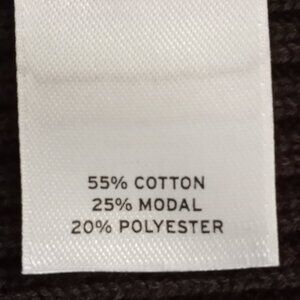 55% COTTON
25% MODAL
20% POLYESTER